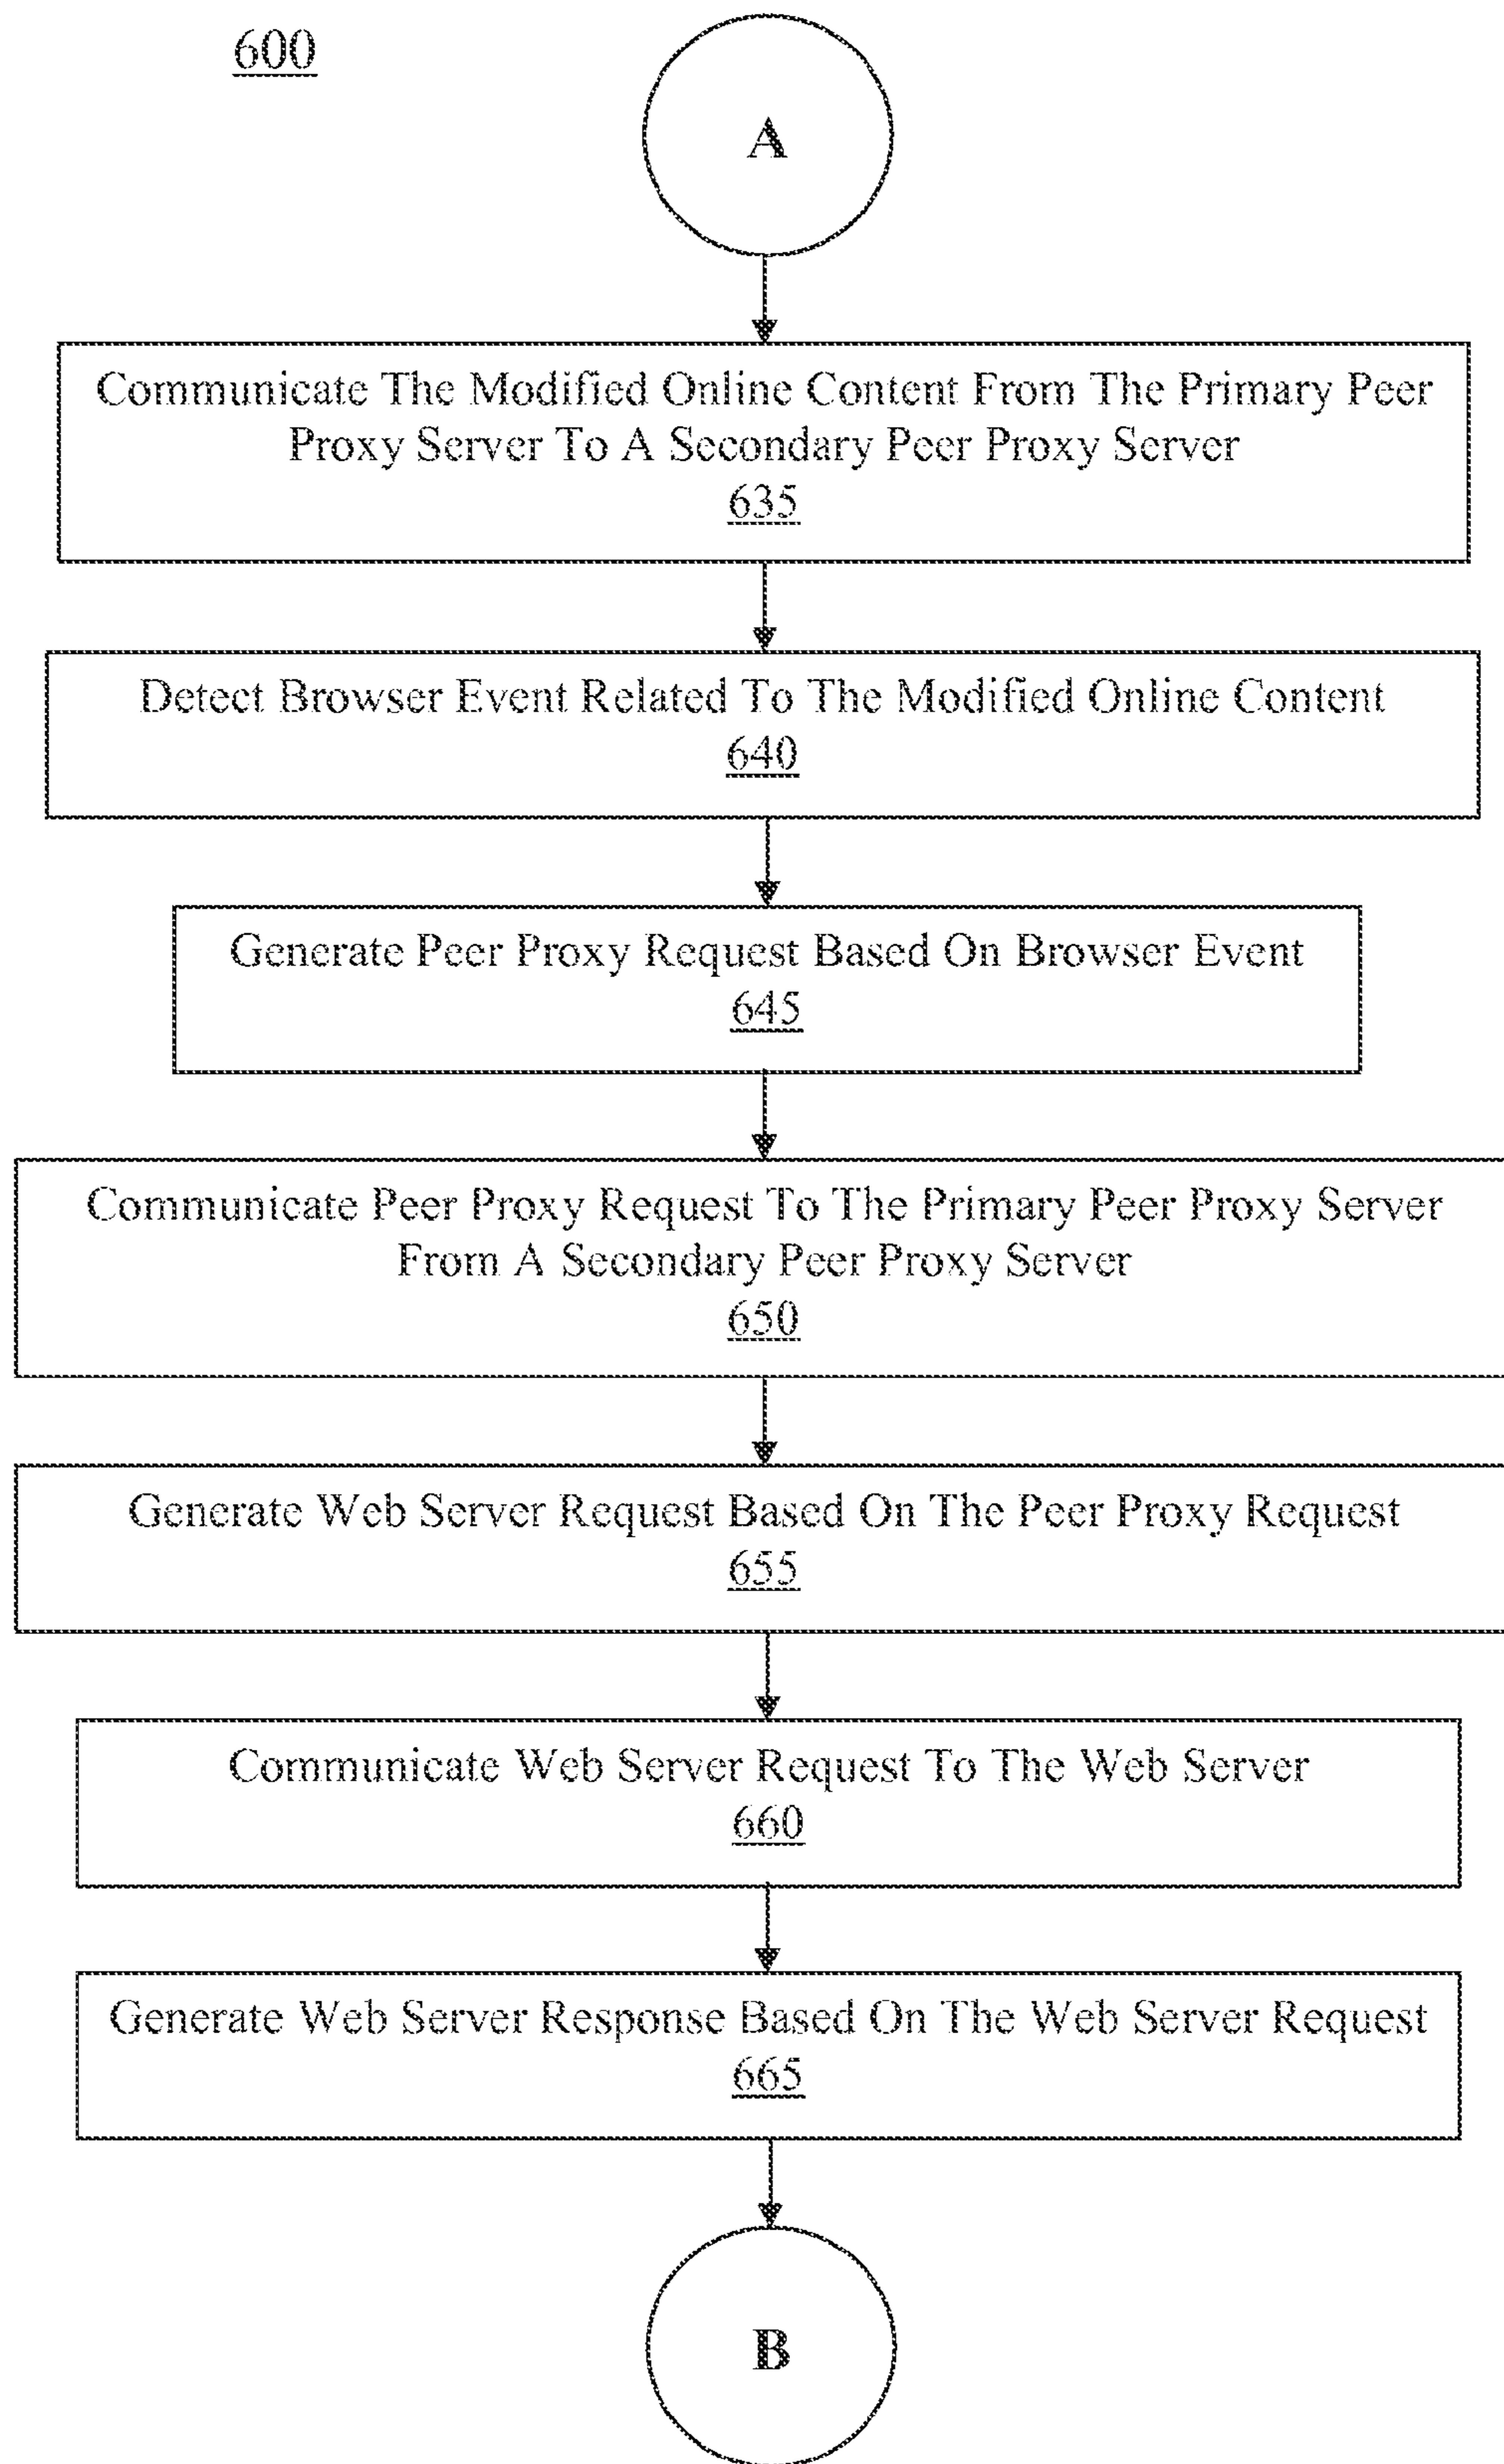 600
A
Communicate The Modified Online Content From The Primary Peer
Proxy Server To A Secondary Peer Proxy Server
635
Detect Browser Event Related To The Modified Online Content
640
Generate Peer Proxy Request Based On Browser Event
645
Communicate Peer Proxy Request To The Primary Peer Proxy Server
From A Secondary Peer Proxy Server
650
Generate Web Server Request Based On The Peer Proxy Request
655
Communicate Web Server Request To The Web Server
660
Generate Web Server Response Based On The Web Server Request
665
B